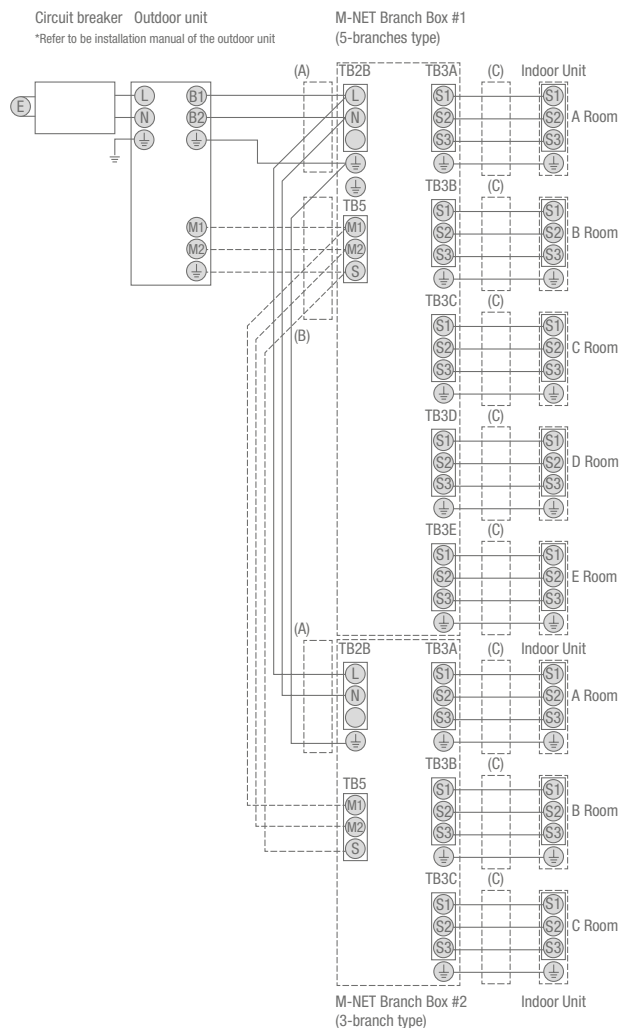 Circuit breaker Outdoor unit
*Refer to be installation manual of the outdoor unit
M-NET Branch Box #1
(5-branches type)
(A) TB2B TB3A (C) Indoor Unit
E L B1 L S1 S1
N B2 N S2 S2 A Room
S3 S3
TB3B (C)
TB5 S1 S1
M1 M1 S2 S2 B Room
M2 M2 S3 S3
S
TB3C (C)
S1 S1
(B) S2 S2 C Room
S3 S3
TB3D (C)
S1 S1
S2 S2 D Room
S3 S3
TB3E (C)
S1 S1
S2 S2 E Room
S3 S3
(A)
TB2B TB3A (C) Indoor Unit
L S1 S1
N S2 S2 A Room
S3 S3
TB3B (C)
TB5 S1 S1
M1 S2 S2 B Room
M2 S3 S3
S
TB3C (C)
S1 S1
S2 S2 C Room
S3 S3
M-NET Branch Box #2 Indoor Unit
(3-branch type)